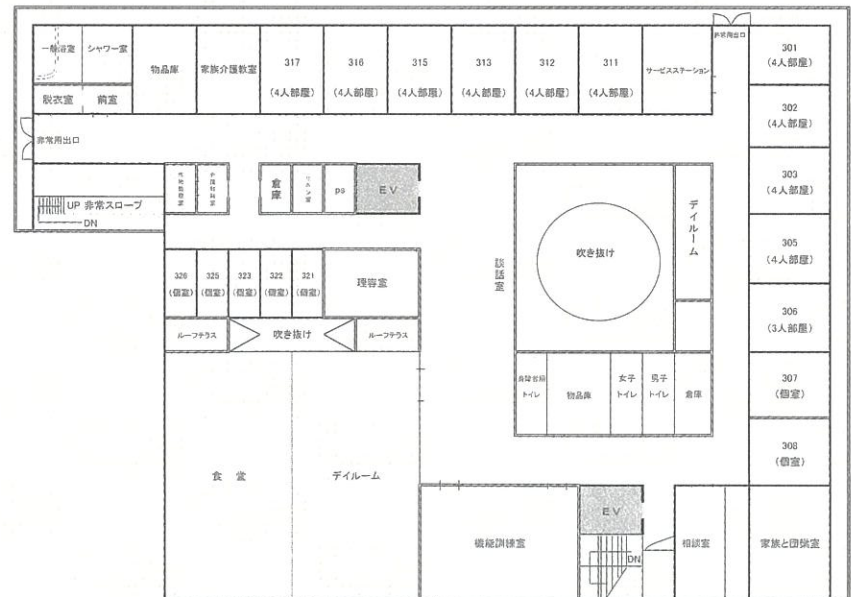 一般浴室
シャワー室
物品庫
家族介護教室
317
(4人部屋)
316
(4人部屋)
315
(4人部屋)
313
(4人部屋)
312
(4人部屋)
311
(4人部屋)
サービスステーション
非常用出口
301
(4人部屋)
脱衣室
前室
302
(4人部屋)
非常用出口
303
(4人部屋)
倉庫
リネン室
ps
EV
UP 非常スロープ
DN
デイルーム
談話室
吹き抜け
305
(4人部屋)
326
(個室)
325
(個室)
323
(個室)
322
(個室)
321
(個室)
理容室
306
(3人部屋)
ルーフテラス
吹き抜け
ルーフテラス
307
(個室)
トイレ
物品庫
女子
トイレ
男子
トイレ
倉庫
308
(個室)
食堂
デイルーム
機能訓練室
EV
DN
相談室
家族と団欒室